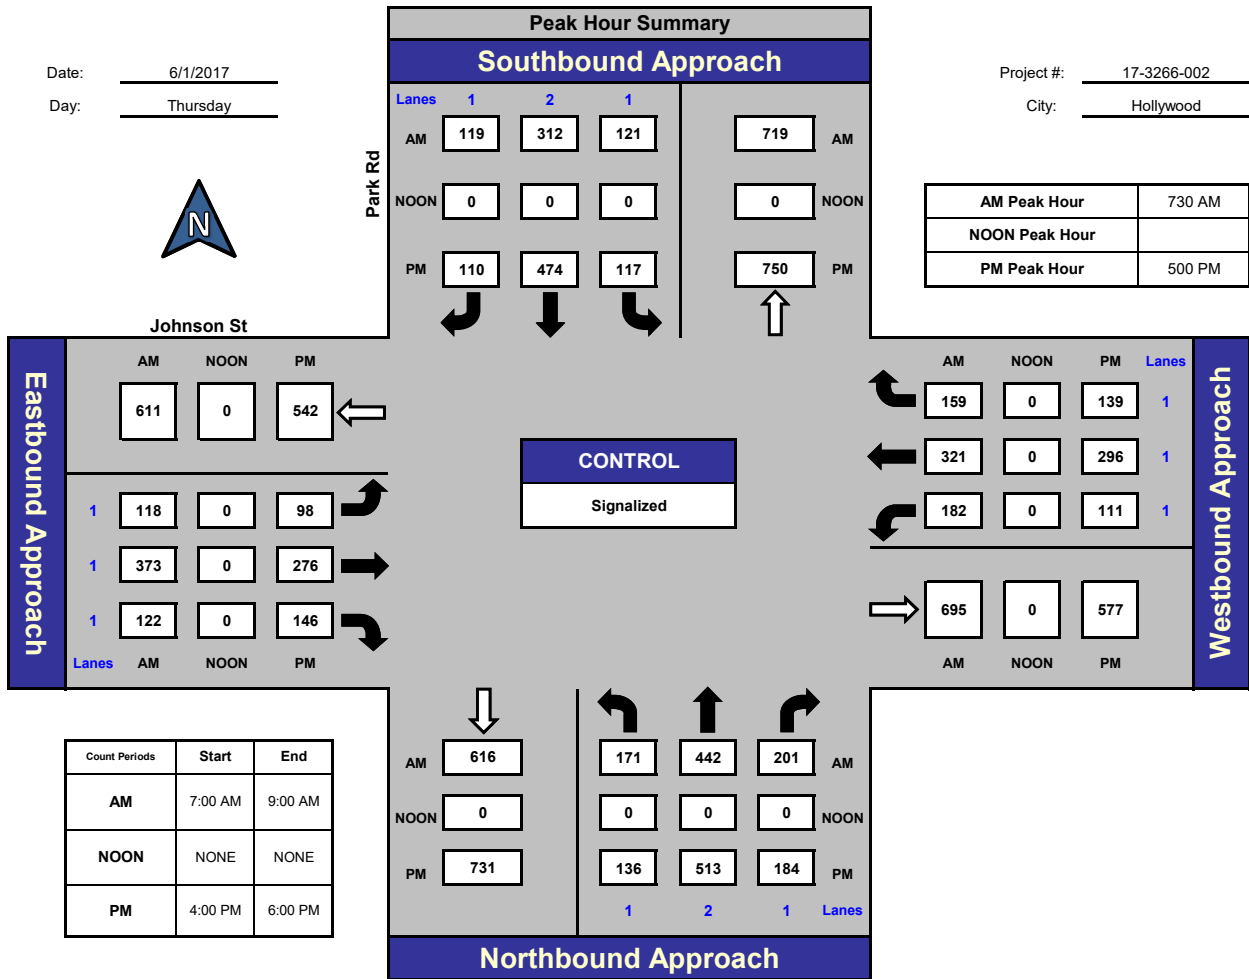 Peak Hour Summary
Southbound Approach
Date: 6/1/2017
Day: Thursday
Project #: 17-3266-002
City: Hollywood
Lanes 1 2 1
AM 119 312 121 719 AM
NOON 0 0 0 0 NOON
PM 110 474 117 750 PM
Park Rd
N
AM Peak Hour 730 AM
NOON Peak Hour
PM Peak Hour 500 PM
Johnson St
Eastbound Approach
AM NOON PM
611 0 542
1 118 0 98
1 373 0 276
1 122 0 146
Lanes AM NOON PM
CONTROL
Signalized
AM NOON PM Lanes
159 0 139 1
321 0 296 1
182 0 111 1
695 0 577
AM NOON PM
Westbound Approach
Count Periods Start End
AM 7:00 AM 9:00 AM
NOON NONE NONE
PM 4:00 PM 6:00 PM
AM 616 171 442 201 AM
NOON 0 0 0 0 NOON
PM 731 136 513 184 PM
1 2 1 Lanes
Northbound Approach